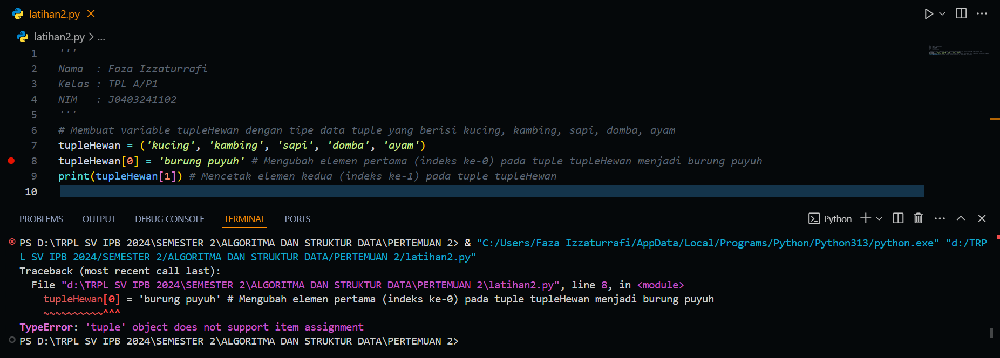 latihan2.py
latihan2.py > ...
1 '''
2 Nama  : Faza Izzaturrafi
3 Kelas : TPL A/P1
4 NIM   : J0403241102
5 '''
6 # Membuat variable tupleHewan dengan tipe data tuple yang berisi kucing, kambing, sapi, domba, ayam
7 tupleHewan = ('kucing', 'kambing', 'sapi', 'domba', 'ayam')
8 tupleHewan[0] = 'burung puyuh' # Mengubah elemen pertama (indeks ke-0) pada tuple tupleHewan menjadi burung puyuh
9 print(tupleHewan[1]) # Mencetak elemen kedua (indeks ke-1) pada tuple tupleHewan
10
PROBLEMS OUTPUT DEBUG CONSOLE TERMINAL PORTS Python
PS D:\TRPL SV IPB 2024\SEMESTER 2\ALGORITMA DAN STRUKTUR DATA\PERTEMUAN 2> & "C:/Users/Faza Izzaturrafi/AppData/Local/Programs/Python/Python313/python.exe" "d:/TRP
L SV IPB 2024/SEMESTER 2/ALGORITMA DAN STRUKTUR DATA/PERTEMUAN 2/latihan2.py"
Traceback (most recent call last):
  File "d:\TRPL SV IPB 2024\SEMESTER 2\ALGORITMA DAN STRUKTUR DATA\PERTEMUAN 2\latihan2.py", line 8, in <module>
    tupleHewan[0] = 'burung puyuh' # Mengubah elemen pertama (indeks ke-0) pada tuple tupleHewan menjadi burung puyuh
    ~~~~~~~~~~^^^
TypeError: 'tuple' object does not support item assignment
PS D:\TRPL SV IPB 2024\SEMESTER 2\ALGORITMA DAN STRUKTUR DATA\PERTEMUAN 2>